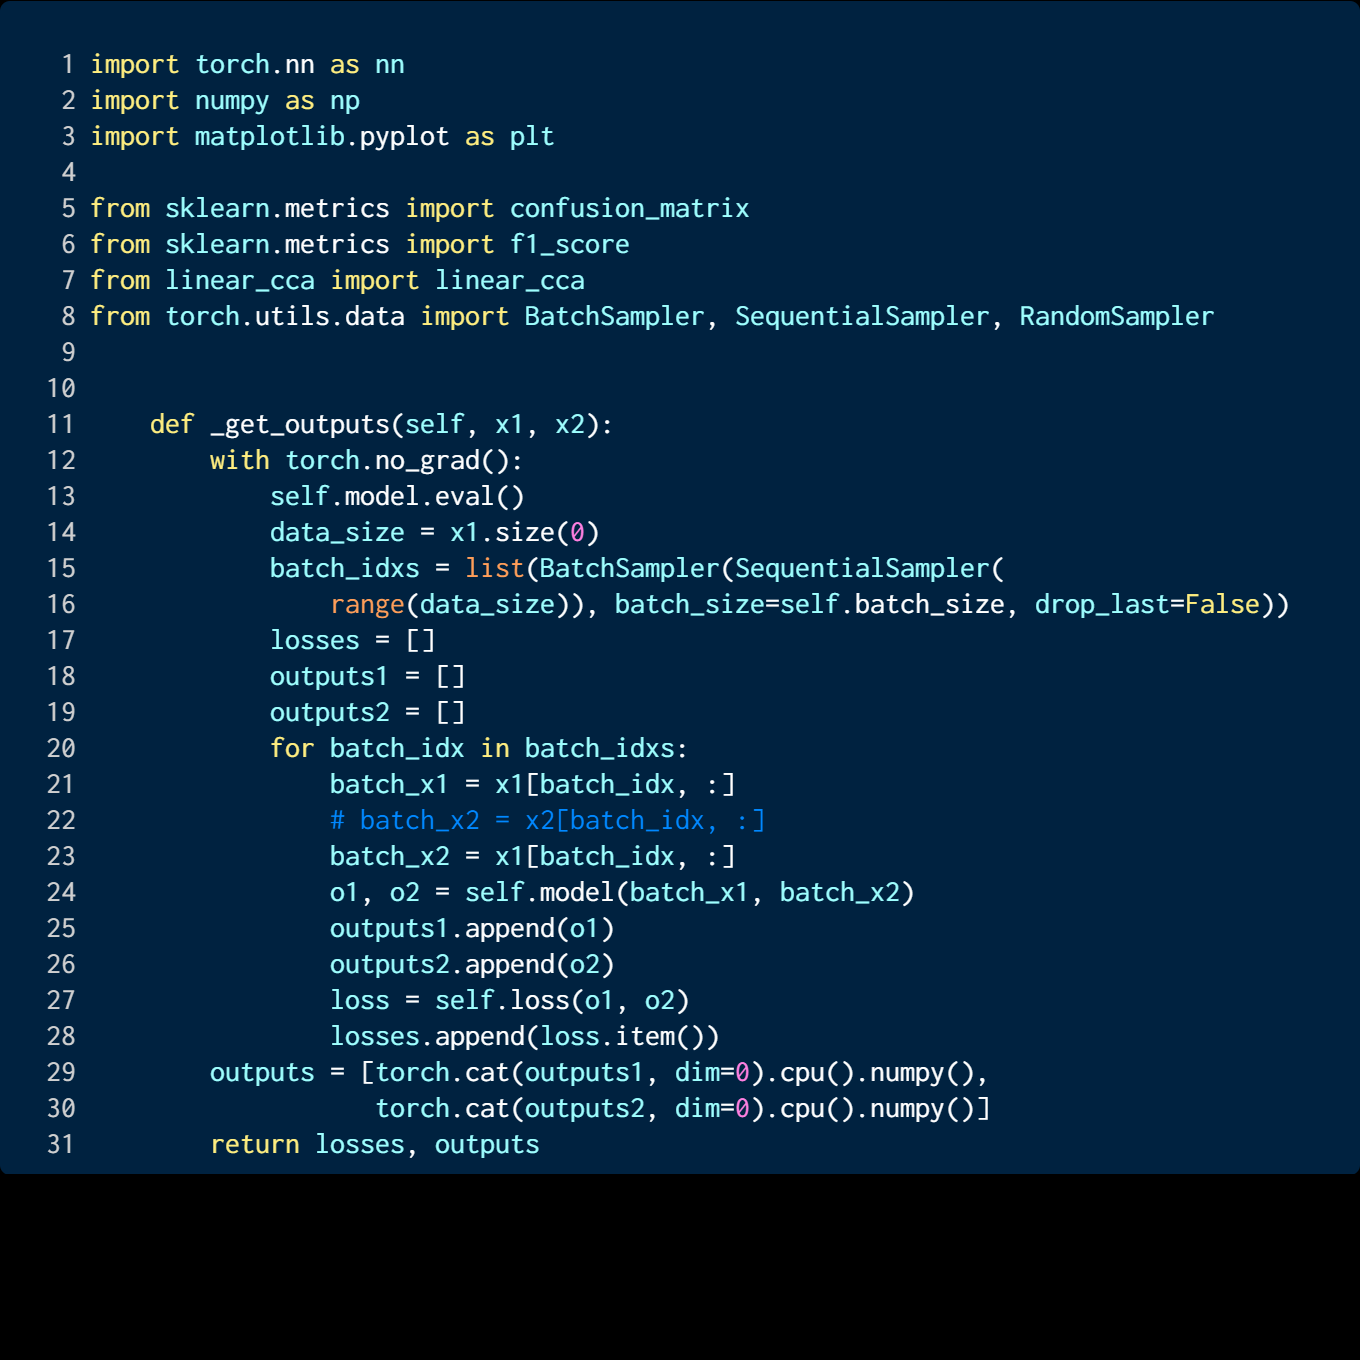 1 import torch.nn as nn
2 import numpy as np
3 import matplotlib.pyplot as plt
4
5 from sklearn.metrics import confusion_matrix
6 from sklearn.metrics import f1_score
7 from linear_cca import linear_cca
8 from torch.utils.data import BatchSampler, SequentialSampler, RandomSampler
9
10
11     def _get_outputs(self, x1, x2):
12         with torch.no_grad():
13             self.model.eval()
14             data_size = x1.size(0)
15             batch_idxs = list(BatchSampler(SequentialSampler(
16                 range(data_size)), batch_size=self.batch_size, drop_last=False))
17             losses = []
18             outputs1 = []
19             outputs2 = []
20             for batch_idx in batch_idxs:
21                 batch_x1 = x1[batch_idx, :]
22                 # batch_x2 = x2[batch_idx, :]
23                 batch_x2 = x1[batch_idx, :]
24                 o1, o2 = self.model(batch_x1, batch_x2)
25                 outputs1.append(o1)
26                 outputs2.append(o2)
27                 loss = self.loss(o1, o2)
28                 losses.append(loss.item())
29         outputs = [torch.cat(outputs1, dim=0).cpu().numpy(),
30                    torch.cat(outputs2, dim=0).cpu().numpy()]
31         return losses, outputs